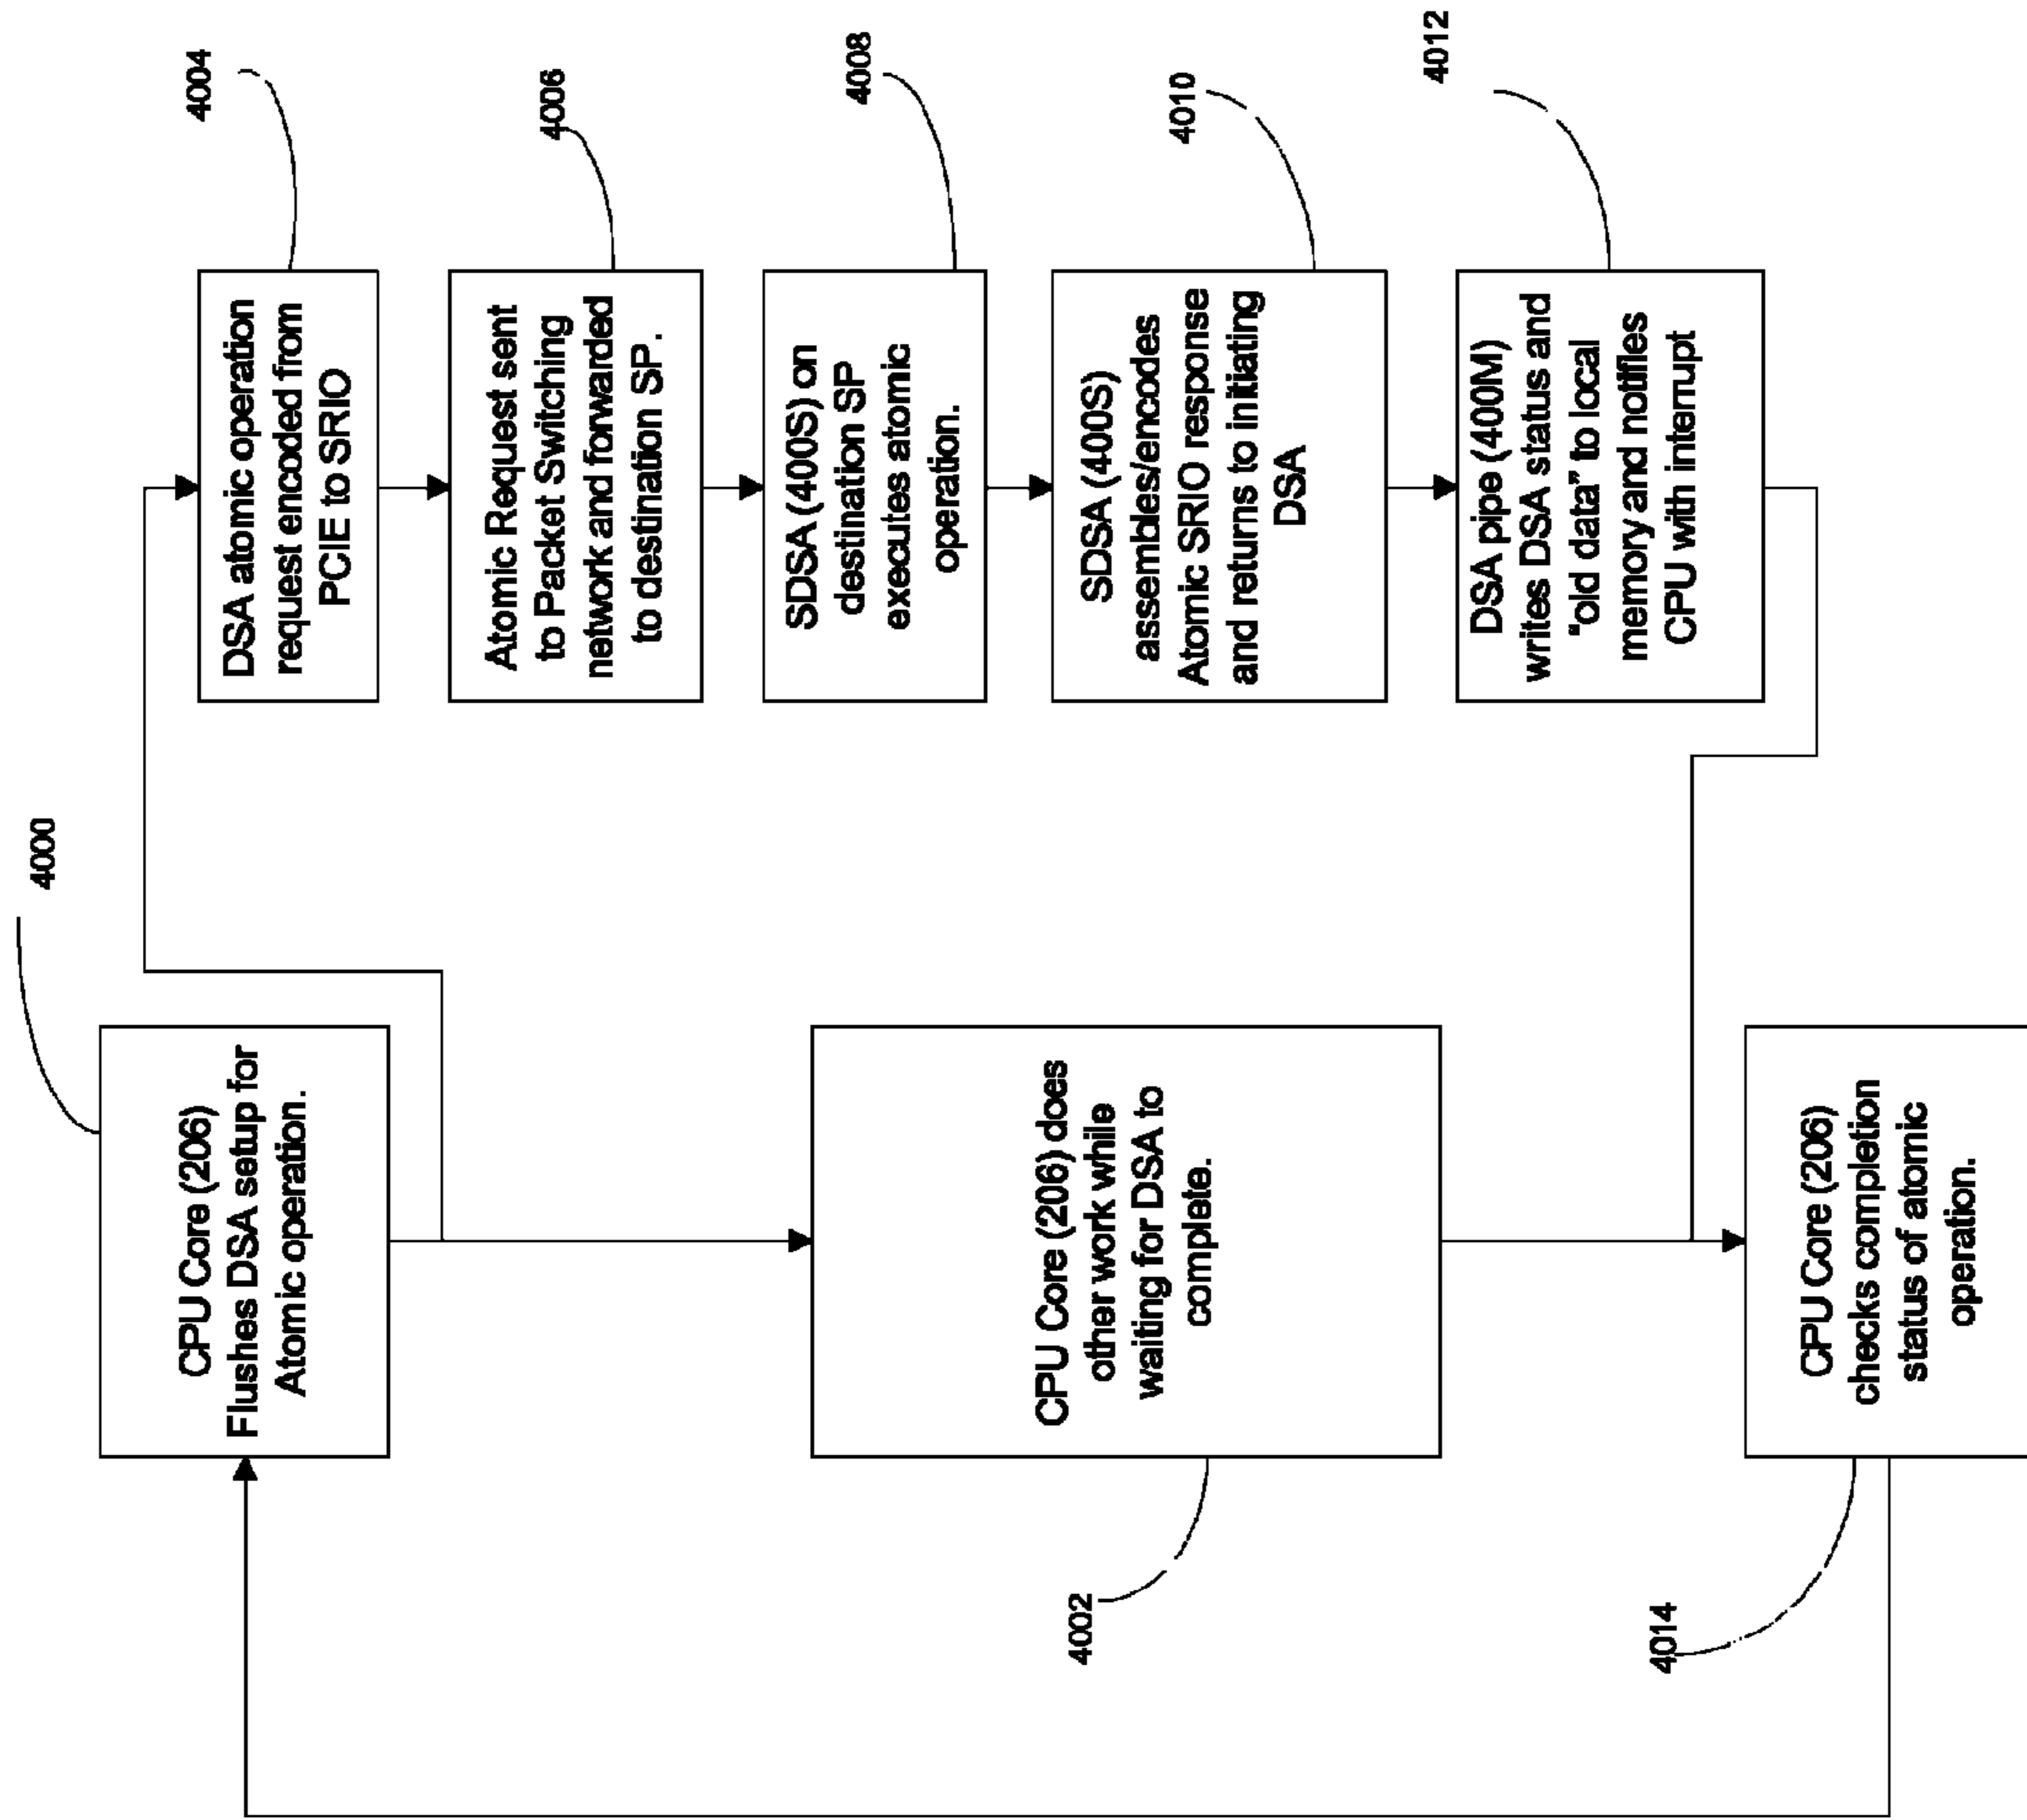 4000
CPU Core (206)
Flushes DSA setup for
Atomic operation.
4002
CPU Core (206) does
other work while
waiting for DSA to
complete.
4004
DSA atomic operation
request encoded from
PCIE to SRIO
4006
Atomic Request sent
to Packet Switching
network and forwarded
to destination SP.
4008
SDSA (400S) on
destination SP
executes atomic
operation.
4010
SDSA (400S)
assembles/encodes
Atomic SRIO response
and returns to initiating
DSA
4012
DSA pipe (400M)
writes DSA status and
"old data" to local
memory and notifies
CPU with interrupt
4014
CPU Core (206)
checks completion
status of atomic
operation.